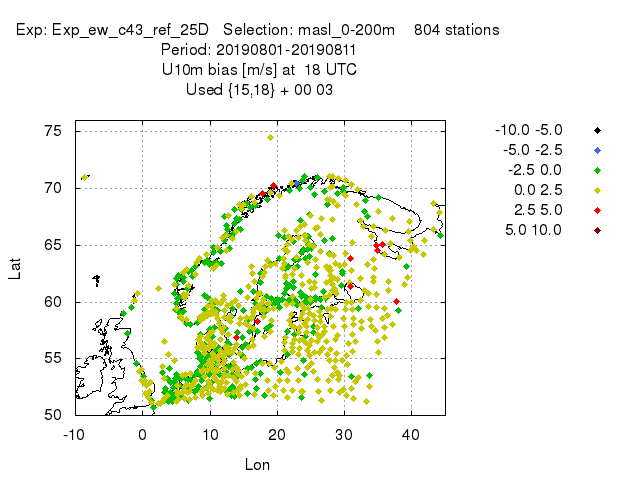 Exp: Exp_ew_c43_ref_25D   Selection: masl_0-200m    804 stations
Period: 20190801-20190811
U10m bias [m/s] at  18 UTC
Used {15,18} + 00 03
-10.0 -5.0
-5.0 -2.5
-2.5 0.0
0.0 2.5
2.5 5.0
5.0 10.0
75
70
65
60
55
50
Lat
-10 0 10 20 30 40
Lon